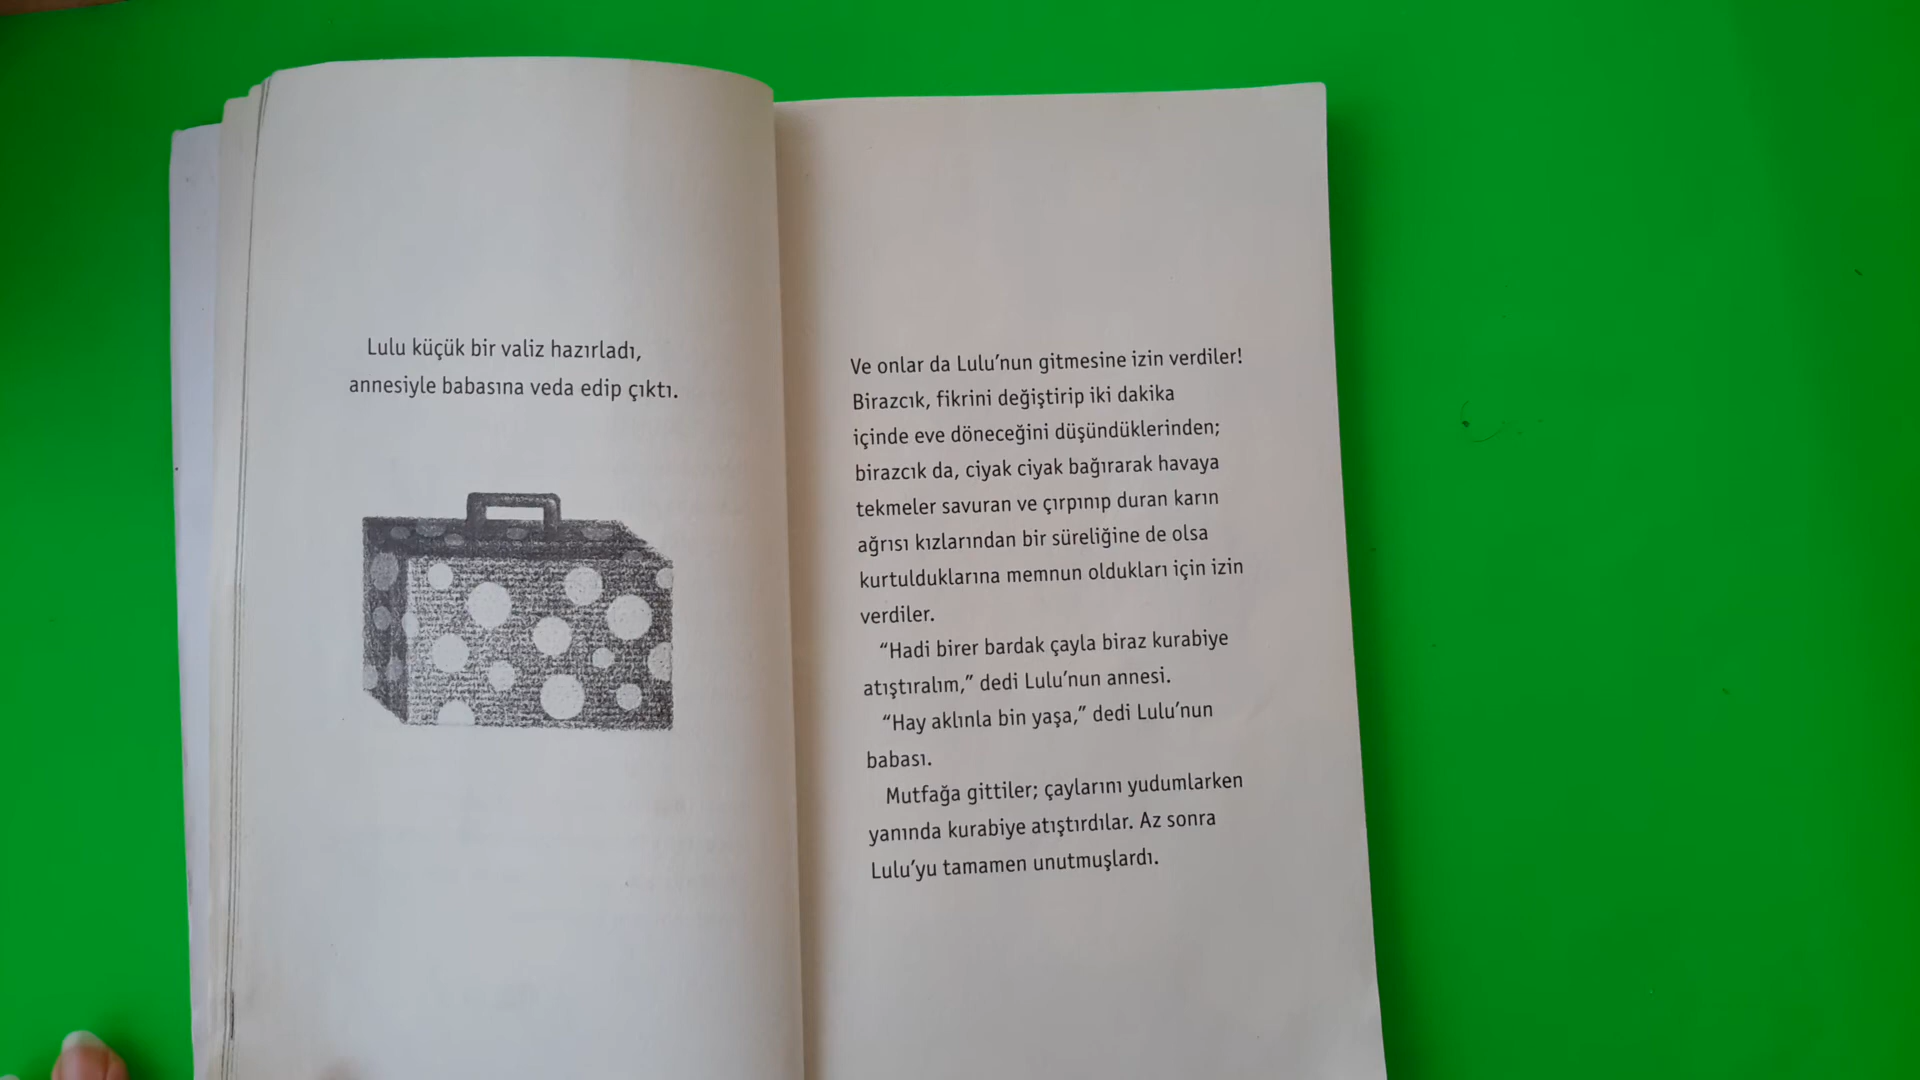 Lulu küçük bir valiz hazırladı,
annesiyle babasına veda edip çıktı.
Ve onlar da Lulu’nun gitmesine izin verdiler!
Birazcık, fikrini değiştirip iki dakika
içinde eve döneceğini düşündüklerinden;
birazcık da, ciyak ciyak bağırarak havaya
tekmeler savuran ve çırpınıp duran karın
ağrısı kızlarından bir süreliğine de olsa
kurtulduklarına memnun oldukları için izin
verdiler.
“Hadi birer bardak çayla biraz kurabiye
atıştıralım,” dedi Lulu’nun annesi.
“Hay aklınla bin yaşa,” dedi Lulu’nun
babası.
Mutfağa gittiler; çaylarını yudumlarken
yanında kurabiye atıştırdılar. Az sonra
Lulu’yu tamamen unutmuşlardı.